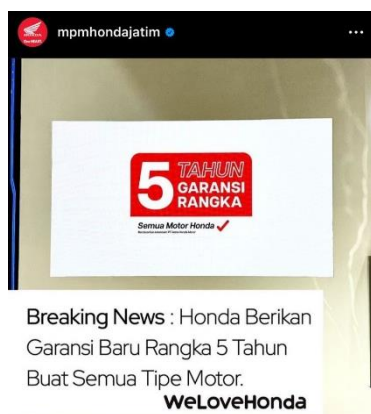 mpmhondajatim
5 TAHUN
GARANSI
RANGKA
Semua Motor Honda
Breaking News : Honda Berikan
Garansi Baru Rangka 5 Tahun
Buat Semua Tipe Motor.
WeLoveHonda